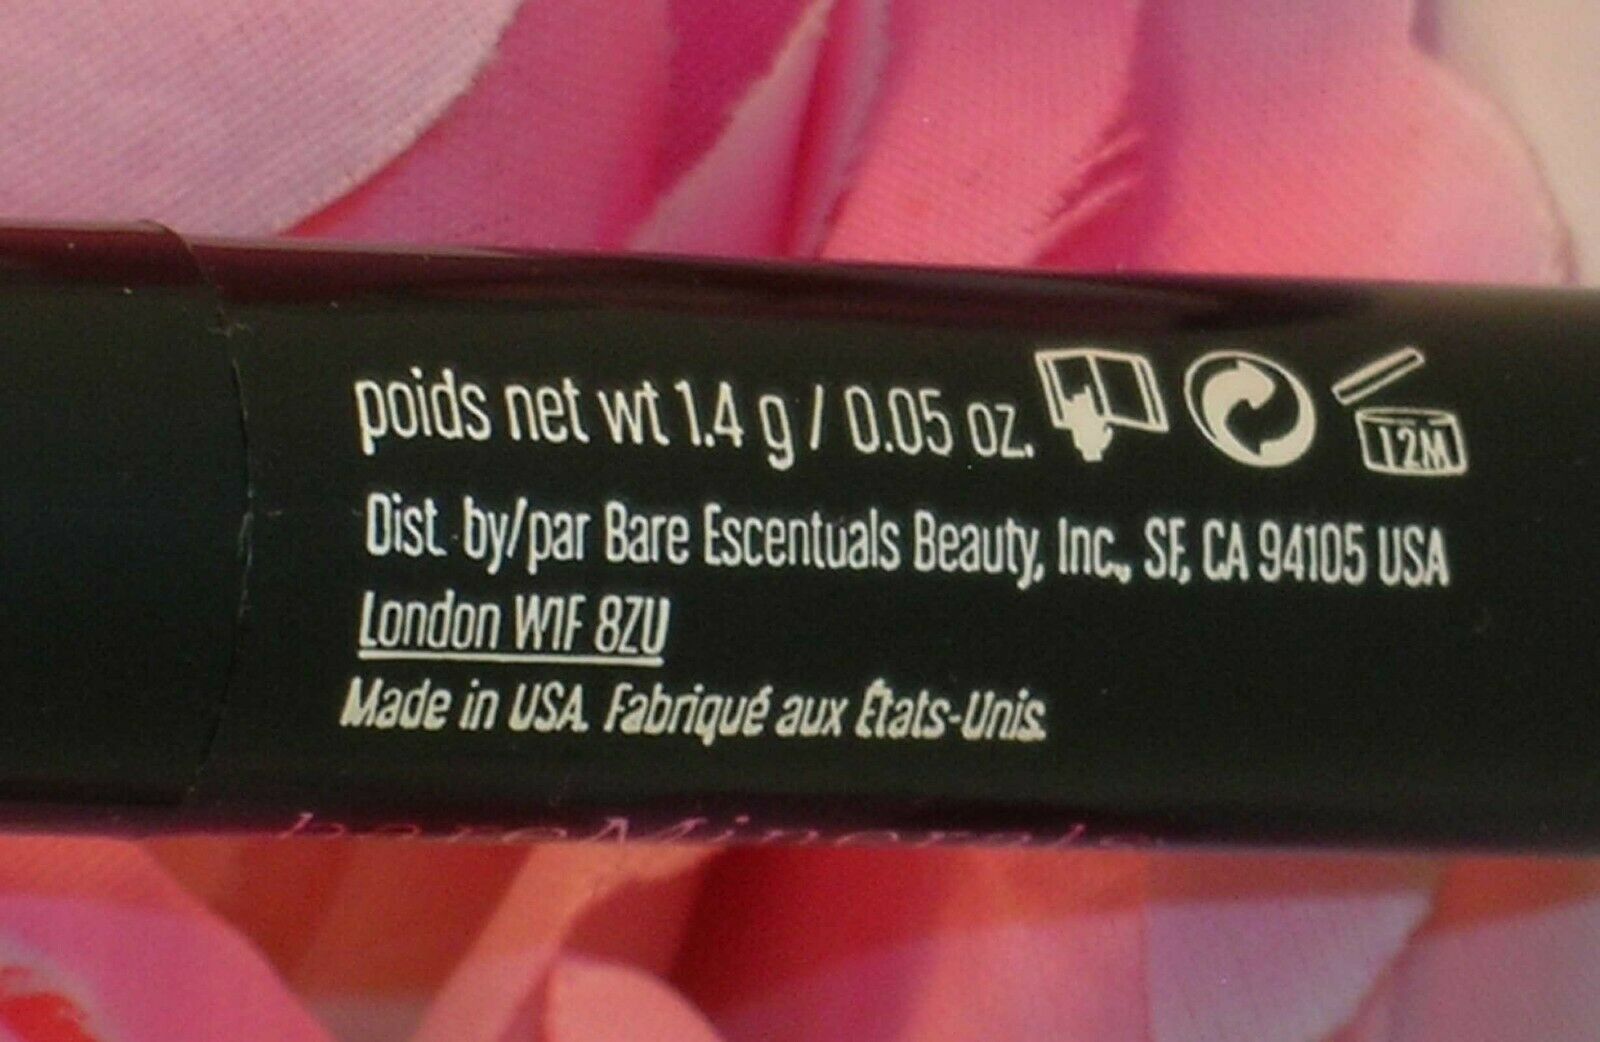 poids net wt 1.4 g / 0.05 oz. 12M
Dist. by/par Bare Escentuals Beauty, Inc., SF, CA 94105 USA
London W1F 8ZU
Made in USA. Fabriqué aux États-Unis.
bareMinerals